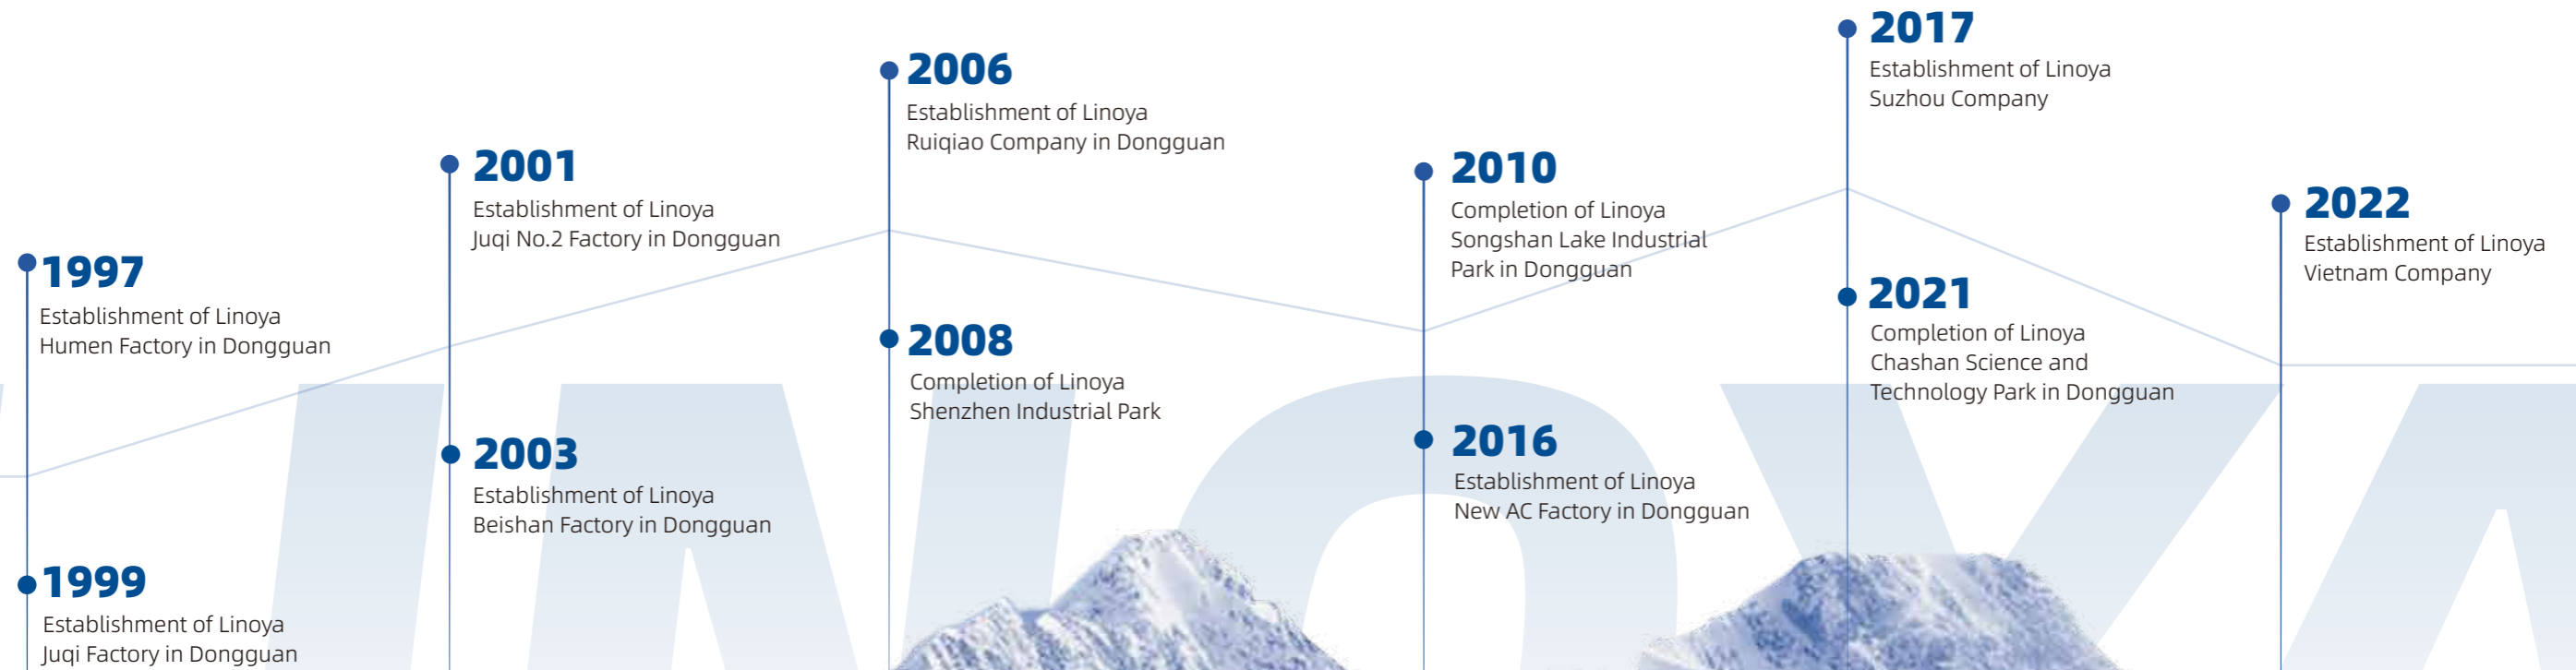 1997
Establishment of Linoya
Humen Factory in Dongguan
1999
Establishment of Linoya
Juqi Factory in Dongguan
2001
Establishment of Linoya
Juqi No.2 Factory in Dongguan
2003
Establishment of Linoya
Beishan Factory in Dongguan
2006
Establishment of Linoya
Ruiqiao Company in Dongguan
2008
Completion of Linoya
Shenzhen Industrial Park
2010
Completion of Linoya
Songshan Lake Industrial
Park in Dongguan
2016
Establishment of Linoya
New AC Factory in Dongguan
2017
Establishment of Linoya
Suzhou Company
2021
Completion of Linoya
Chashan Science and
Technology Park in Dongguan
2022
Establishment of Linoya
Vietnam Company